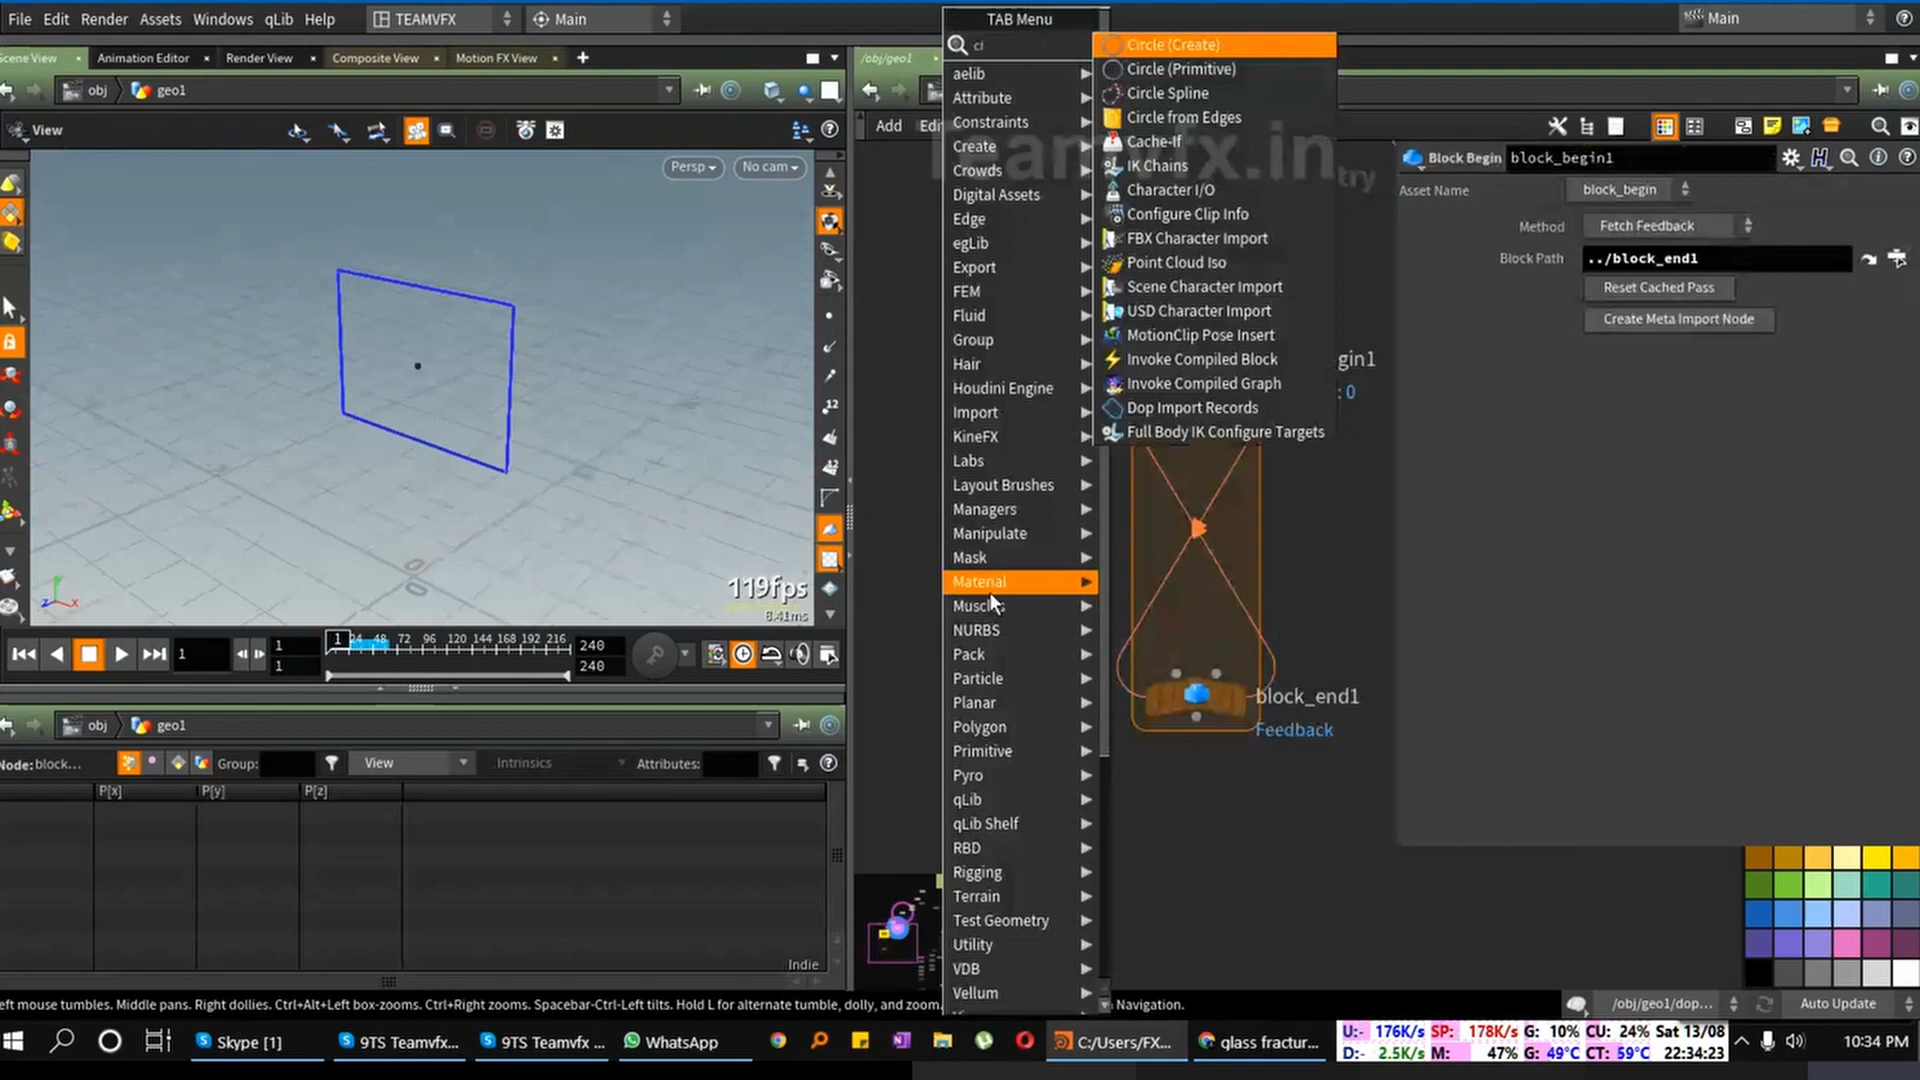 File Edit Render Assets Windows qLib Help TEAMVFX Main
Main
Scene View Animation Editor Render View Composite View Motion FX View
obj geo1
View
Persp No cam
119fps
8.41ms
1 1 1 1 24 48 72 96 120 144 168 192 216 240 240
obj geo1
Node: block... Group: View Intrinsics Attributes:
P[x] P[y] P[z]
Indie
eft mouse tumbles. Middle pans. Right dollies. Ctrl+Alt+Left box-zooms. Ctrl+Right zooms. Spacebar-Ctrl-Left tilts. Hold L for alternate tumble, dolly, and zoom.
Navigation.
/obj/geo1
Add Edi
Teamvfx.in
try
TAB Menu
ci
aelib
Attribute
Constraints
Create
Crowds
Digital Assets
Edge
egLib
Export
FEM
Fluid
Group
Hair
Houdini Engine
Import
KineFX
Labs
Layout Brushes
Managers
Manipulate
Mask
Material
Muscles
NURBS
Pack
Particle
Planar
Polygon
Primitive
Pyro
qLib
qLib Shelf
RBD
Rigging
Terrain
Test Geometry
Utility
VDB
Vellum
Circle (Create)
Circle (Primitive)
Circle Spline
Circle from Edges
Cache-If
IK Chains
Character I/O
Configure Clip Info
FBX Character Import
Point Cloud Iso
Scene Character Import
USD Character Import
MotionClip Pose Insert
Invoke Compiled Block
Invoke Compiled Graph
Dop Import Records
Full Body IK Configure Targets
gin1
: 0
block_end1
Feedback
Block Begin block_begin1
Asset Name block_begin
Method Fetch Feedback
Block Path ../block_end1
Reset Cached Pass
Create Meta Import Node
/obj/geo1/dop... Auto Update
Skype [1] 9TS Teamvfx... 9TS Teamvfx ... WhatsApp C:/Users/FX... glass fractur...
U:- 176K/s SP: 178K/s G: 10% CU: 24% Sat 13/08
D:- 2.5K/s M: 47% G: 49°C CT: 59°C 22:34:23
10:34 PM